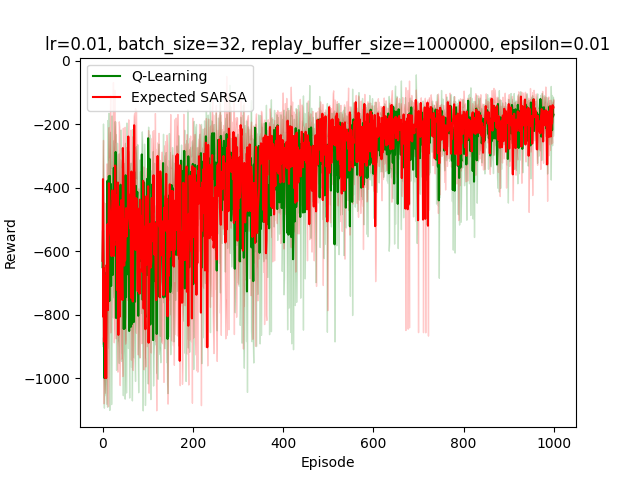 lr=0.01, batch_size=32, replay_buffer_size=1000000, epsilon=0.01
Q-Learning
Expected SARSA
0
−200
−400
−600
−800
−1000
Reward
0 200 400 600 800 1000
Episode